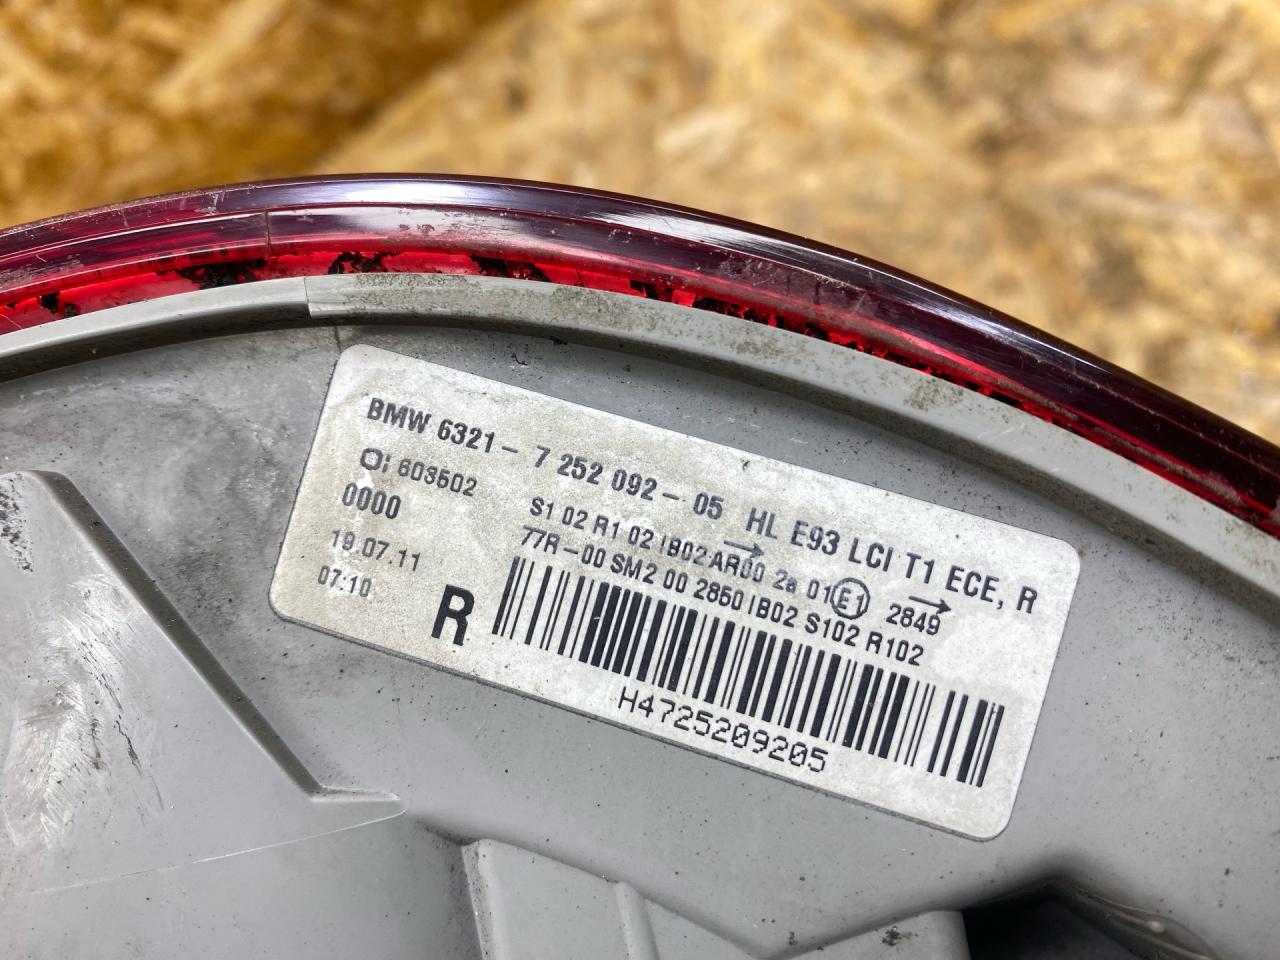 BMW 6321- 7 252 092-05 HL E93 LCI T1 ECE, R
O: 603502
S1 02 R1 02 IB02 AR00 2a 01 E1 2849
0000
77R-00 SM2 00 2850 IB02 S102 R102
19.07.11
07:10
R
H4725209205